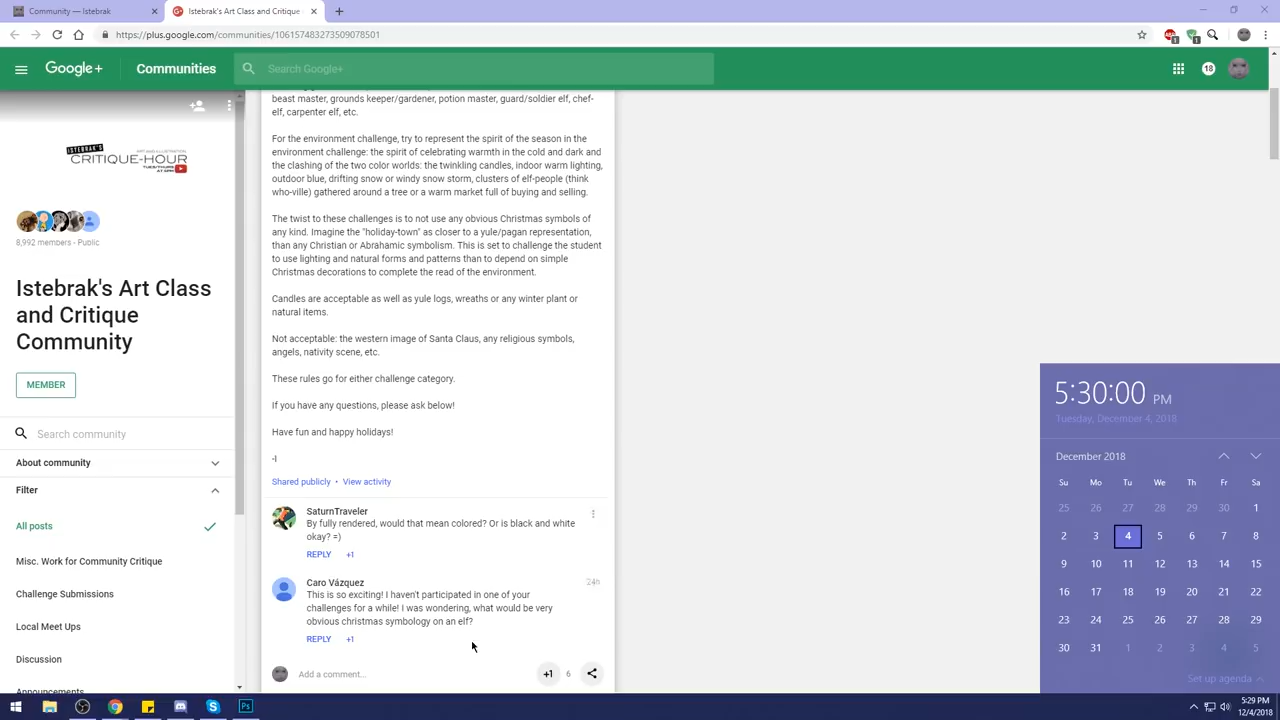 Community — Istebrak
Istebrak's Art Class and Critique
https://plus.google.com/communities/106157483273509078501
Google+
Communities
Search Google+
18
ISTEBRAK'S
ART AND ILLUSTRATION
CRITIQUE-HOUR
TUES/THURS
AT 6PM
8,992 members - Public
Istebrak's Art Class
and Critique
Community
MEMBER
Search community
About community
Filter
All posts
Misc. Work for Community Critique
Challenge Submissions
Local Meet Ups
Discussion
Announcements
beast master, grounds keeper/gardener, potion master, guard/soldier elf, chef-
elf, carpenter elf, etc.
For the environment challenge, try to represent the spirit of the season in the
environment challenge: the spirit of celebrating warmth in the cold and dark and
the clashing of the two color worlds: the twinkling candles, indoor warm lighting,
outdoor blue, drifting snow or windy snow storm, clusters of elf-people (think
who-ville) gathered around a tree or a warm market full of buying and selling.
The twist to these challenges is to not use any obvious Christmas symbols of
any kind. Imagine the "holiday-town" as closer to a yule/pagan representation,
than any Christian or Abrahamic symbolism. This is set to challenge the student
to use lighting and natural forms and patterns than to depend on simple
Christmas decorations to complete the read of the environment.
Candles are acceptable as well as yule logs, wreaths or any winter plant or
natural items.
Not acceptable: the western image of Santa Claus, any religious symbols,
angels, nativity scene, etc.
These rules go for either challenge category.
If you have any questions, please ask below!
Have fun and happy holidays!
-I
Shared publicly • View activity
SaturnTraveler
By fully rendered, would that mean colored? Or is black and white
okay? =)
REPLY +1
Caro Vázquez 24h
This is so exciting! I haven't participated in one of your
challenges for a while! I was wondering, what would be very
obvious christmas symbology on an elf?
REPLY +1
Add a comment...
+1 6
5:30:00 PM
Tuesday, December 4, 2018
December 2018
Su Mo Tu We Th Fr Sa
25 26 27 28 29 30 1
2 3 4 5 6 7 8
9 10 11 12 13 14 15
16 17 18 19 20 21 22
23 24 25 26 27 28 29
30 31 1 2 3 4 5
Set up agenda
Ps
5:29 PM
12/4/2018